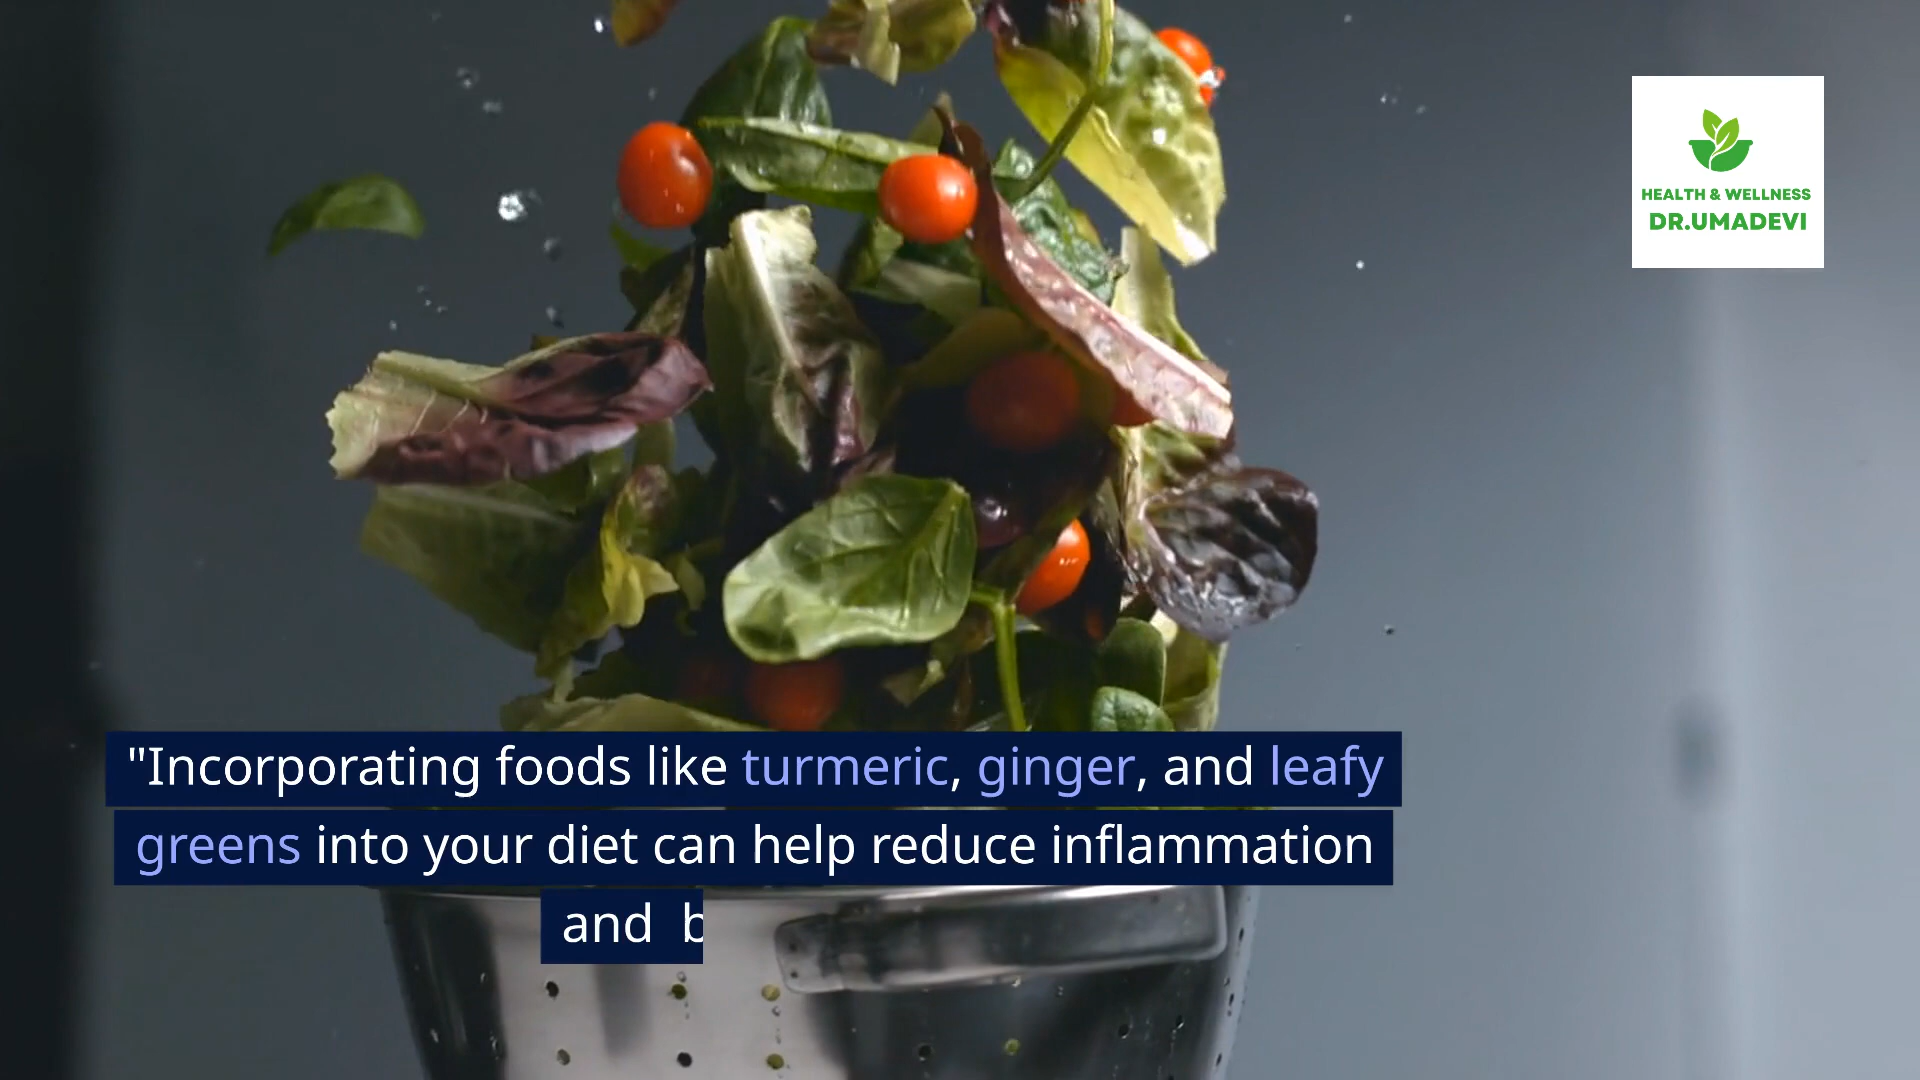 HEALTH & WELLNESS
DR.UMADEVI
"Incorporating foods like turmeric, ginger, and leafy
greens into your diet can help reduce inflammation
and